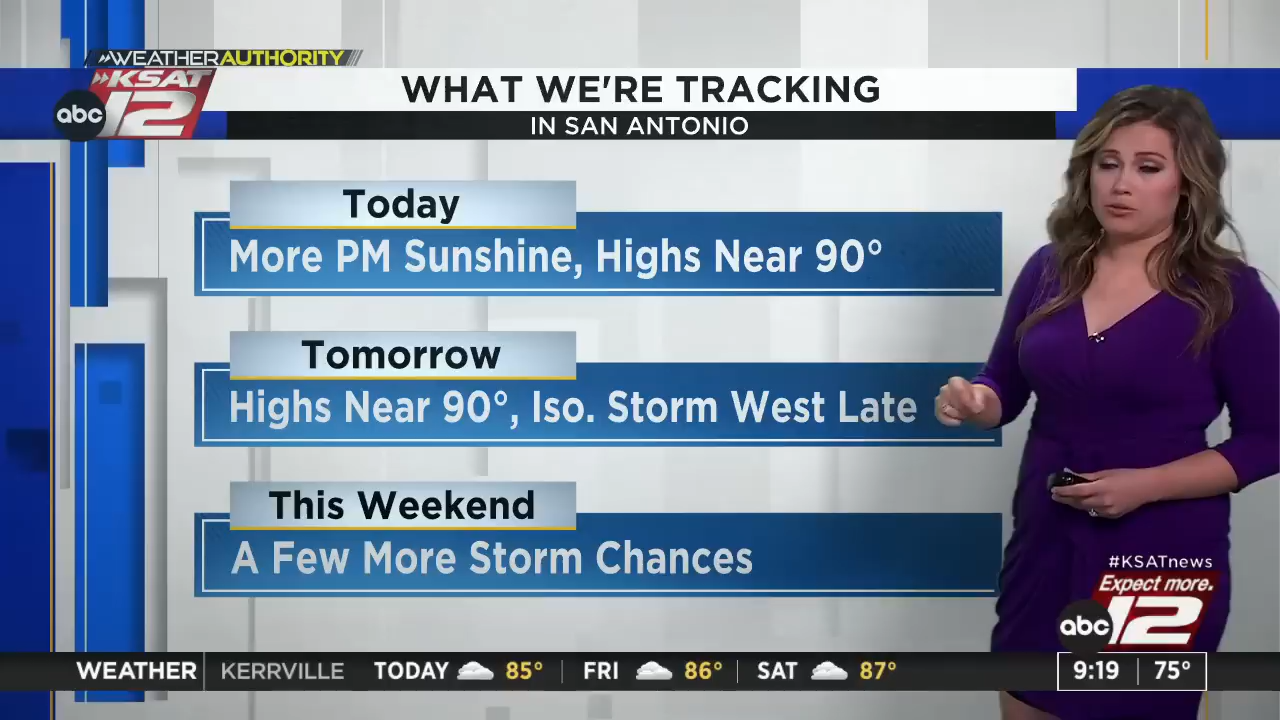 WEATHERAUTHORITY
KSAT
abc 12
WHAT WE'RE TRACKING
IN SAN ANTONIO
Today
More PM Sunshine, Highs Near 90°
Tomorrow
Highs Near 90°, Iso. Storm West Late
This Weekend
A Few More Storm Chances
#KSATnews
Expect more.
abc 12
WEATHER KERRVILLE TODAY 85° FRI 86° SAT 87° 9:19 75°